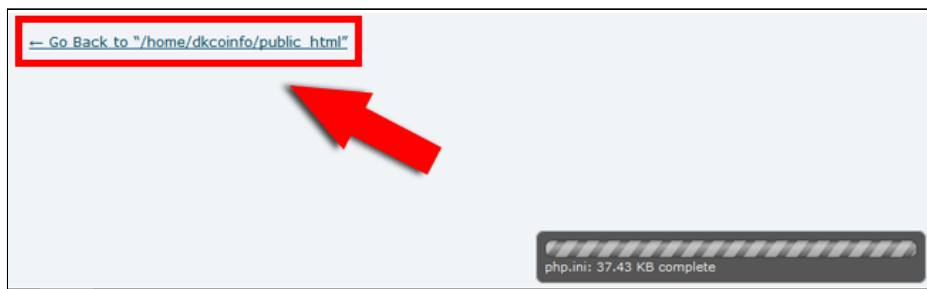 ← Go Back to "/home/dkcoinfo/public_html"
php.ini: 37.43 KB complete